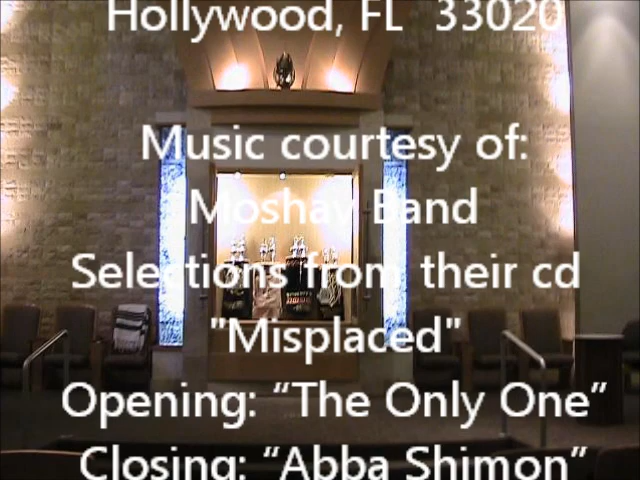 Hollywood, FL 33020
Music courtesy of:
Moshav Band
Selections from their cd
"Misplaced"
Opening: “The Only One”
Closing: “Abba Shimon”